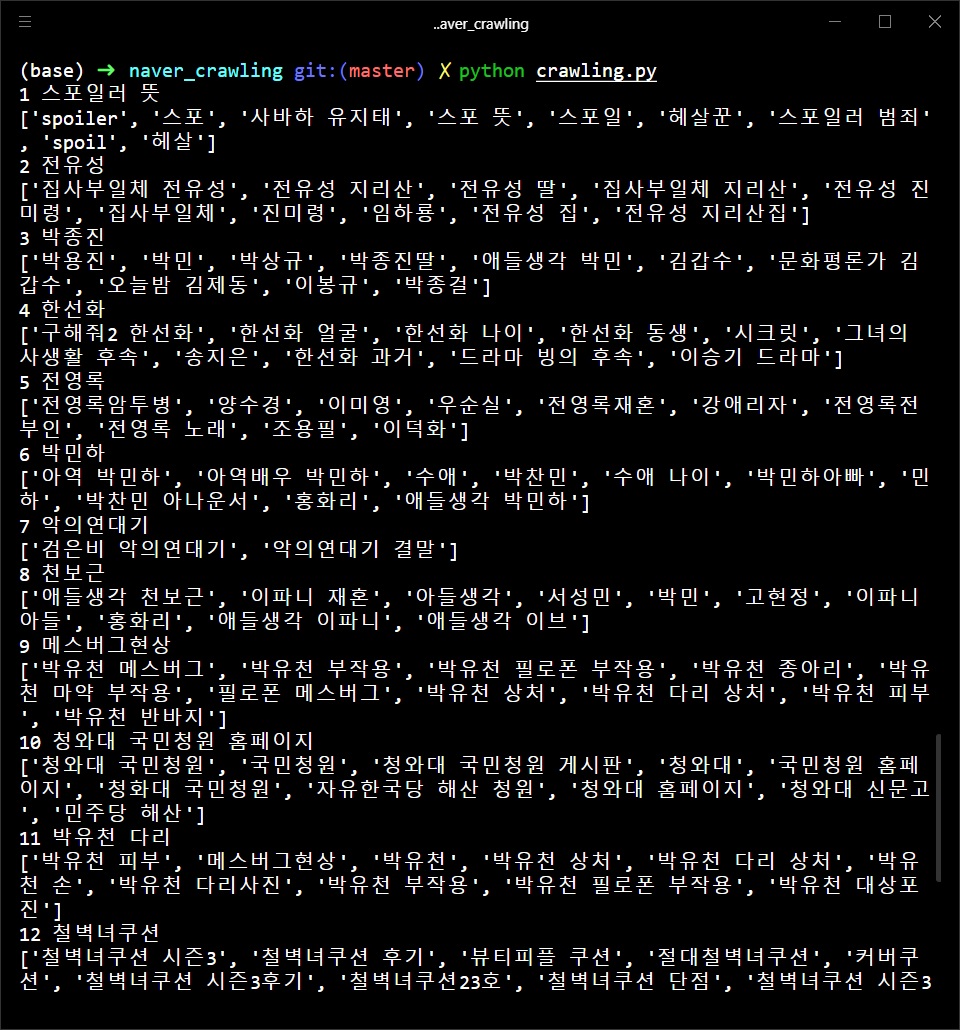 ..aver_crawling
(base) ➜ naver_crawling git:(master) ✗ python crawling.py
1 스포일러 뜻
['spoiler', '스포', '사바하 유지태', '스포 뜻', '스포일', '헤살꾼', '스포일러 범죄'
, 'spoil', '헤살']
2 전유성
['집사부일체 전유성', '전유성 지리산', '전유성 딸', '집사부일체 지리산', '전유성 진
미령', '집사부일체', '진미령', '임하룡', '전유성 집', '전유성 지리산집']
3 박종진
['박용진', '박민', '박상규', '박종진딸', '애들생각 박민', '김갑수', '문화평론가 김
갑수', '오늘밤 김제동', '이봉규', '박종걸']
4 한선화
['구해줘2 한선화', '한선화 얼굴', '한선화 나이', '한선화 동생', '시크릿', '그녀의
사생활 후속', '송지은', '한선화 과거', '드라마 빙의 후속', '이승기 드라마']
5 전영록
['전영록암투병', '양수경', '이미영', '우순실', '전영록재혼', '강애리자', '전영록전
부인', '전영록 노래', '조용필', '이덕화']
6 박민하
['아역 박민하', '아역배우 박민하', '수애', '박찬민', '수애 나이', '박민하아빠', '민
하', '박찬민 아나운서', '홍화리', '애들생각 박민하']
7 악의연대기
['검은비 악의연대기', '악의연대기 결말']
8 천보근
['애들생각 천보근', '이파니 재혼', '아들생각', '서성민', '박민', '고현정', '이파니
아들', '홍화리', '애들생각 이파니', '애들생각 이브']
9 메스버그현상
['박유천 메스버그', '박유천 부작용', '박유천 필로폰 부작용', '박유천 종아리', '박유
천 마약 부작용', '필로폰 메스버그', '박유천 상처', '박유천 다리 상처', '박유천 피부'
, '박유천 반바지']
10 청와대 국민청원 홈페이지
['청와대 국민청원', '국민청원', '청와대 국민청원 게시판', '청와대', '국민청원 홈페
이지', '청화대 국민청원', '자유한국당 해산 청원', '청와대 홈페이지', '청와대 신문고'
, '민주당 해산']
11 박유천 다리
['박유천 피부', '메스버그현상', '박유천', '박유천 상처', '박유천 다리 상처', '박유
천 손', '박유천 다리사진', '박유천 부작용', '박유천 필로폰 부작용', '박유천 대상포
진']
12 철벽녀쿠션
['철벽녀쿠션 시즌3', '철벽녀쿠션 후기', '뷰티피플 쿠션', '절대철벽녀쿠션', '커버쿠
션', '철벽녀쿠션 시즌3후기', '철벽녀쿠션23호', '철벽녀쿠션 단점', '철벽녀쿠션 시즌3